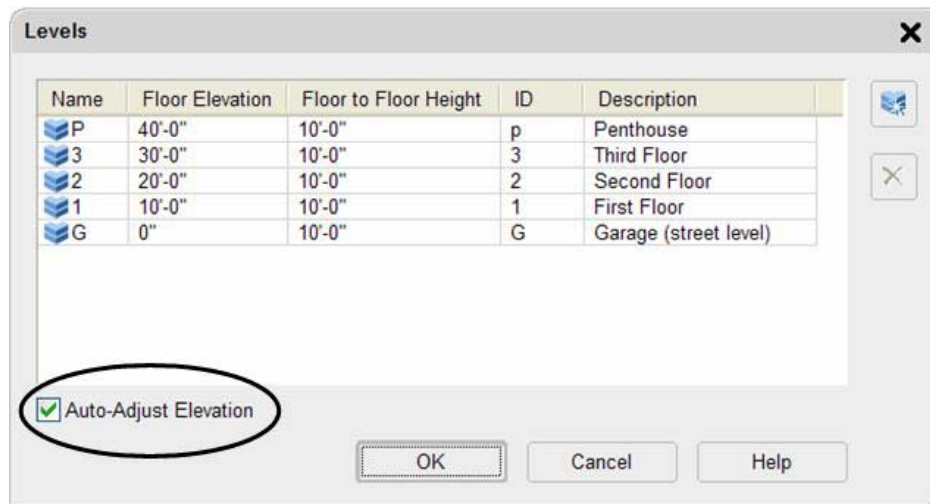 Levels
Name Floor Elevation Floor to Floor Height ID Description
P 40'-0" 10'-0" p Penthouse
3 30'-0" 10'-0" 3 Third Floor
2 20'-0" 10'-0" 2 Second Floor
1 10'-0" 10'-0" 1 First Floor
G 0" 10'-0" G Garage (street level)
Auto-Adjust Elevation
OK Cancel Help